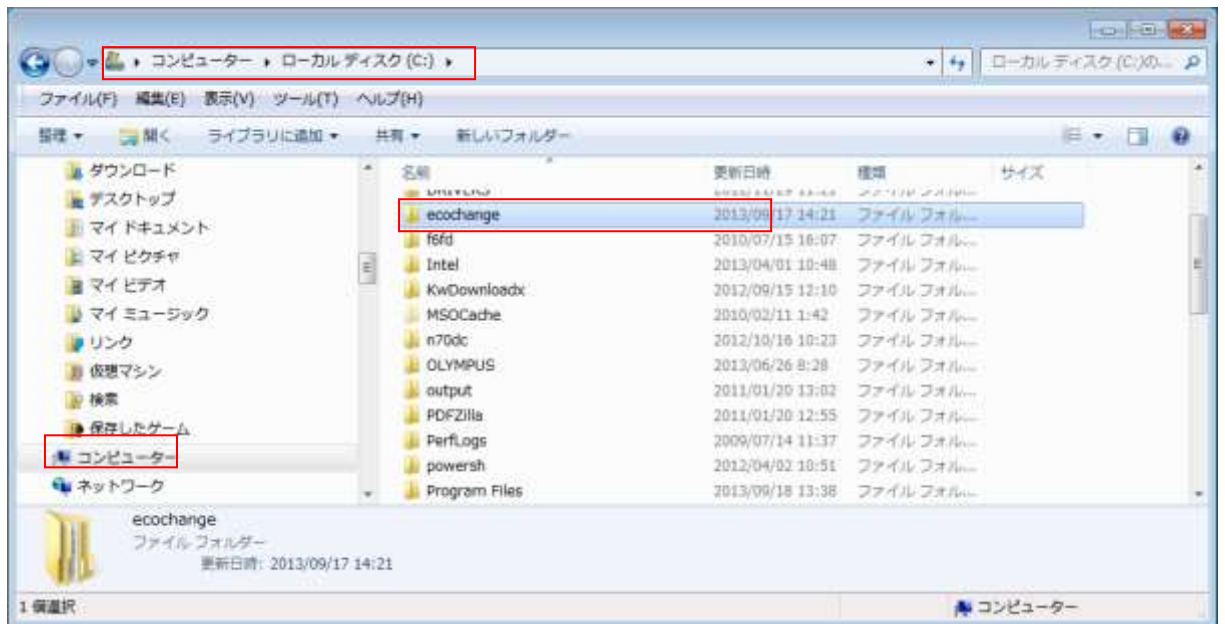 コンピューター ▸ ローカル ディスク (C:) ▸
ローカル ディスク (C:)の...
ファイル(F) 編集(E) 表示(V) ツール(T) ヘルプ(H)
整理 開く ライブラリに追加 共有 新しいフォルダー
ダウンロード
デスクトップ
マイ ドキュメント
マイ ピクチャ
マイ ビデオ
マイ ミュージック
リンク
仮想マシン
検索
保存したゲーム
コンピューター
ネットワーク
名前 更新日時 種類 サイズ
DRIVERS
ecochange 2013/09/17 14:21 ファイル フォル...
f6fd 2010/07/15 16:07 ファイル フォル...
Intel 2013/04/01 10:48 ファイル フォル...
KwDownloadx 2012/09/15 12:10 ファイル フォル...
MSOCache 2010/02/11 1:42 ファイル フォル...
n70dc 2012/10/16 10:23 ファイル フォル...
OLYMPUS 2013/06/26 8:28 ファイル フォル...
output 2011/01/20 13:02 ファイル フォル...
PDFZilla 2011/01/20 12:55 ファイル フォル...
PerfLogs 2009/07/14 11:37 ファイル フォル...
powersh 2012/04/02 10:51 ファイル フォル...
Program Files 2013/09/18 13:38 ファイル フォル...
ecochange
ファイル フォルダー
更新日時: 2013/09/17 14:21
1 個選択 コンピューター